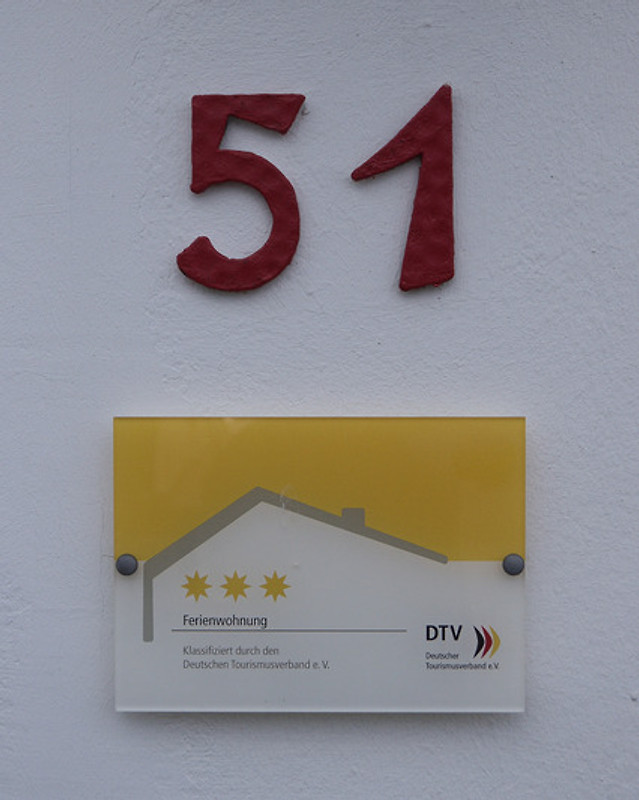 51
Ferienwohnung
Klassifiziert durch den
Deutschen Tourismusverband e. V.
DTV
Deutscher
Tourismusverband e.V.